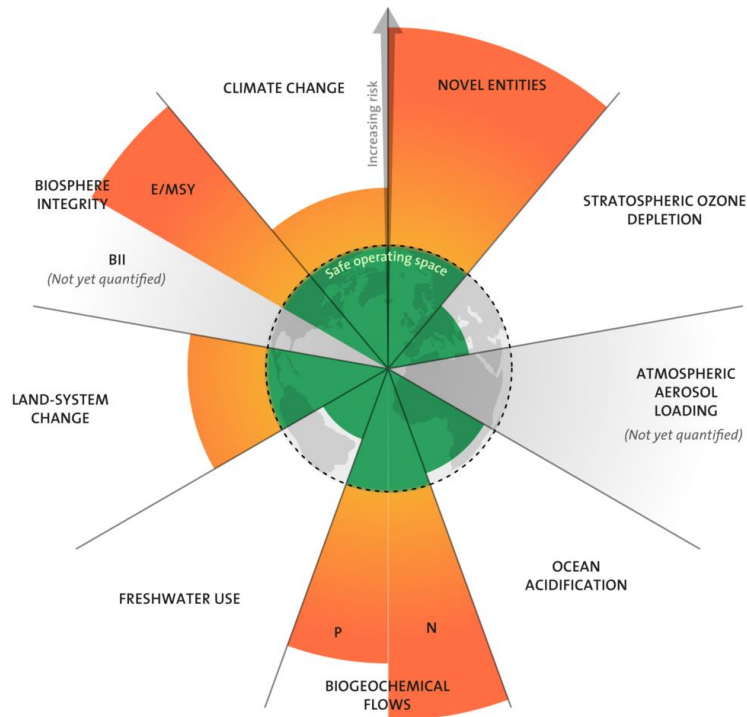 CLIMATE CHANGE
Increasing risk
NOVEL ENTITIES
BIOSPHERE
INTEGRITY
E/MSY
STRATOSPHERIC OZONE
DEPLETION
BII
(Not yet quantified)
Safe operating space
LAND-SYSTEM
CHANGE
ATMOSPHERIC
AEROSOL
LOADING
(Not yet quantified)
FRESHWATER USE
OCEAN
ACIDIFICATION
P
N
BIOGEOCHEMICAL
FLOWS